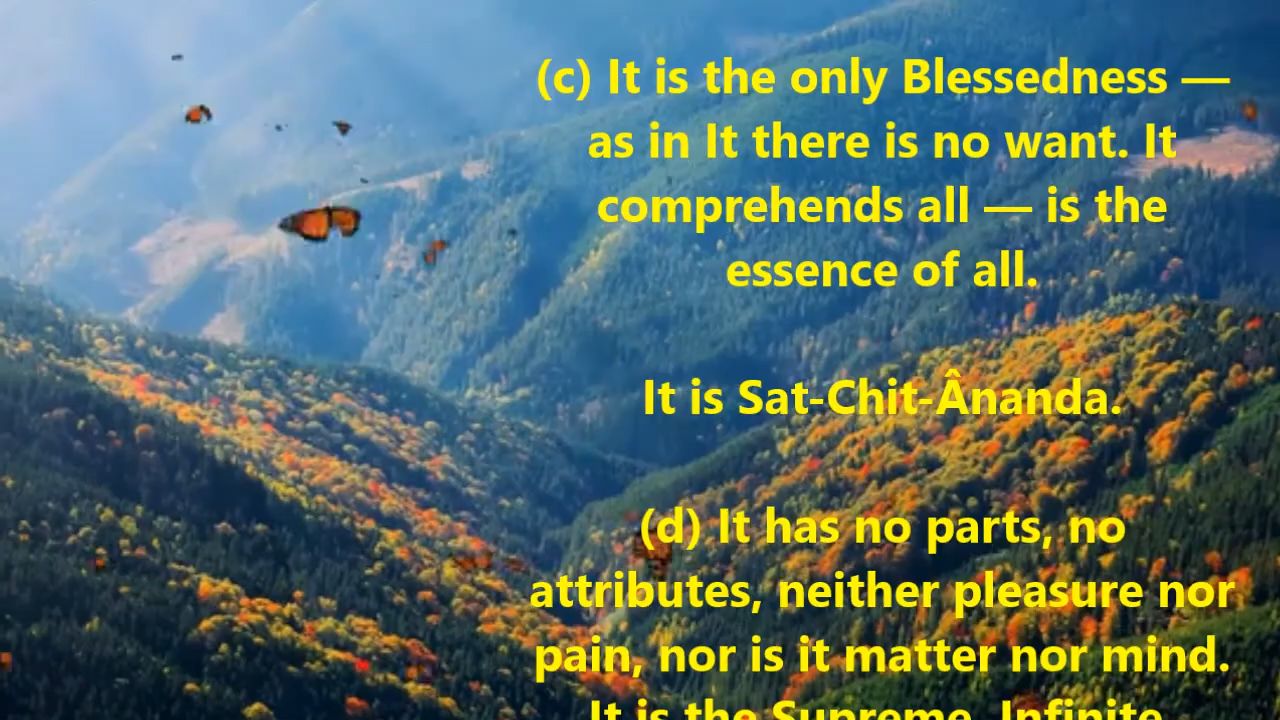 (c) It is the only Blessedness —
as in It there is no want. It
comprehends all — is the
essence of all.
It is Sat-Chit-Ânanda.
(d) It has no parts, no
attributes, neither pleasure nor
pain, nor is it matter nor mind.
It is the Supreme, Infinite,